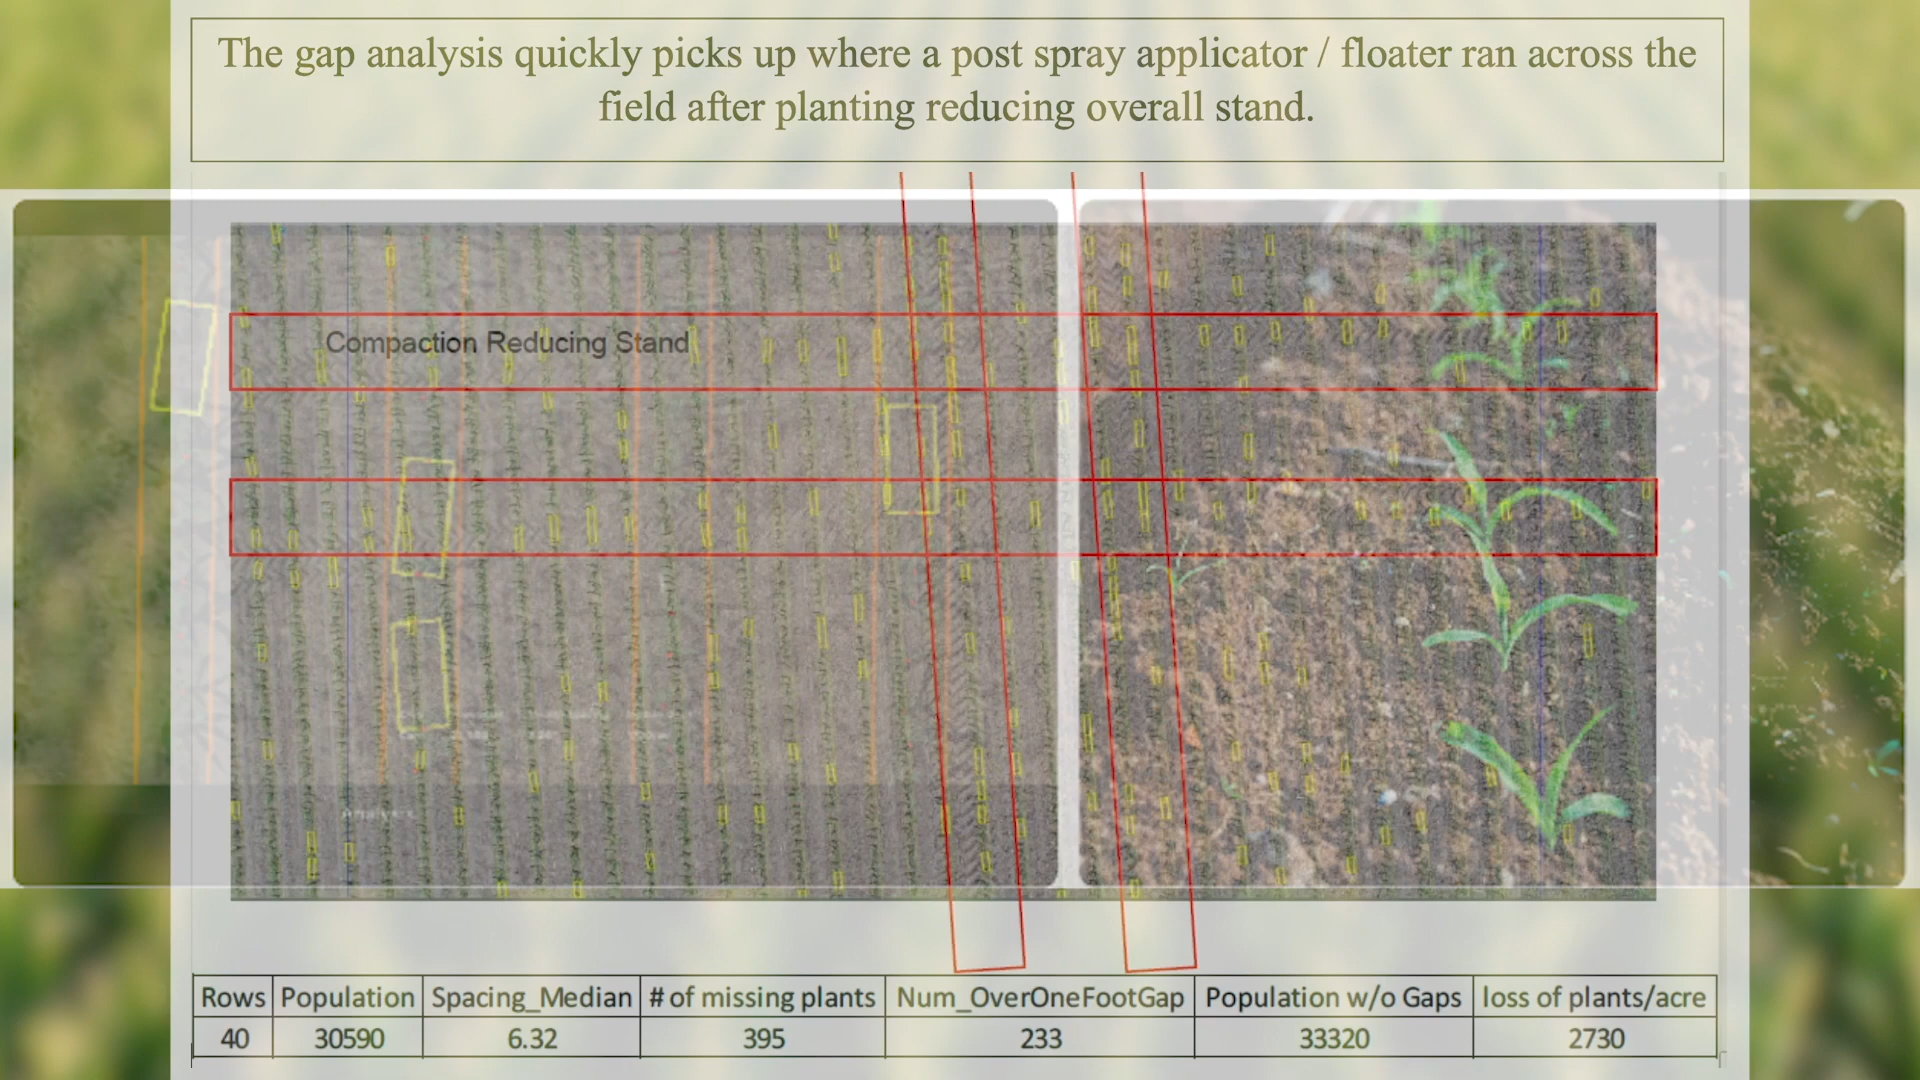 The gap analysis quickly picks up where a post spray applicator / floater ran across the
field after planting reducing overall stand.
Compaction Reducing Stand
Analysis
Rows Population Spacing_Median # of missing plants Num_OverOneFootGap Population w/o Gaps loss of plants/acre
40 30590 6.32 395 233 33320 2730